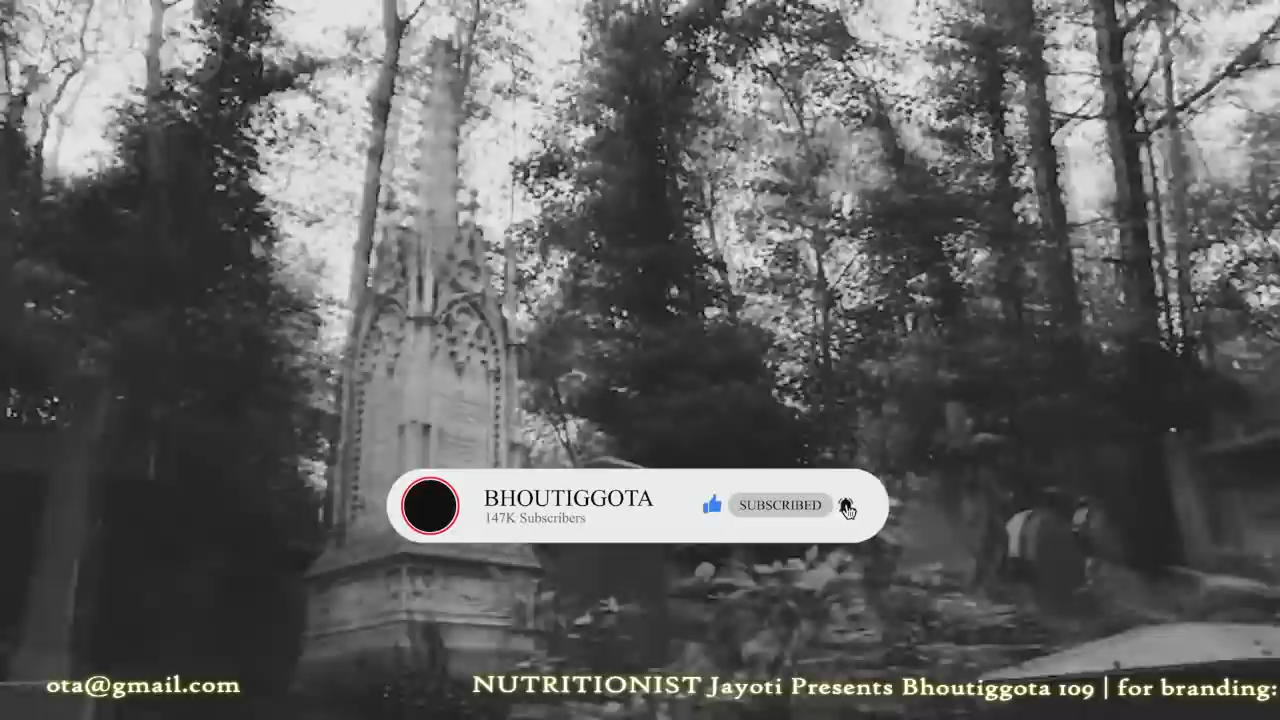 BHOUTIGGOTA
147K Subscribers
SUBSCRIBED
ota@gmail.com
NUTRITIONIST Jayoti Presents Bhoutiggota 109 | for branding: